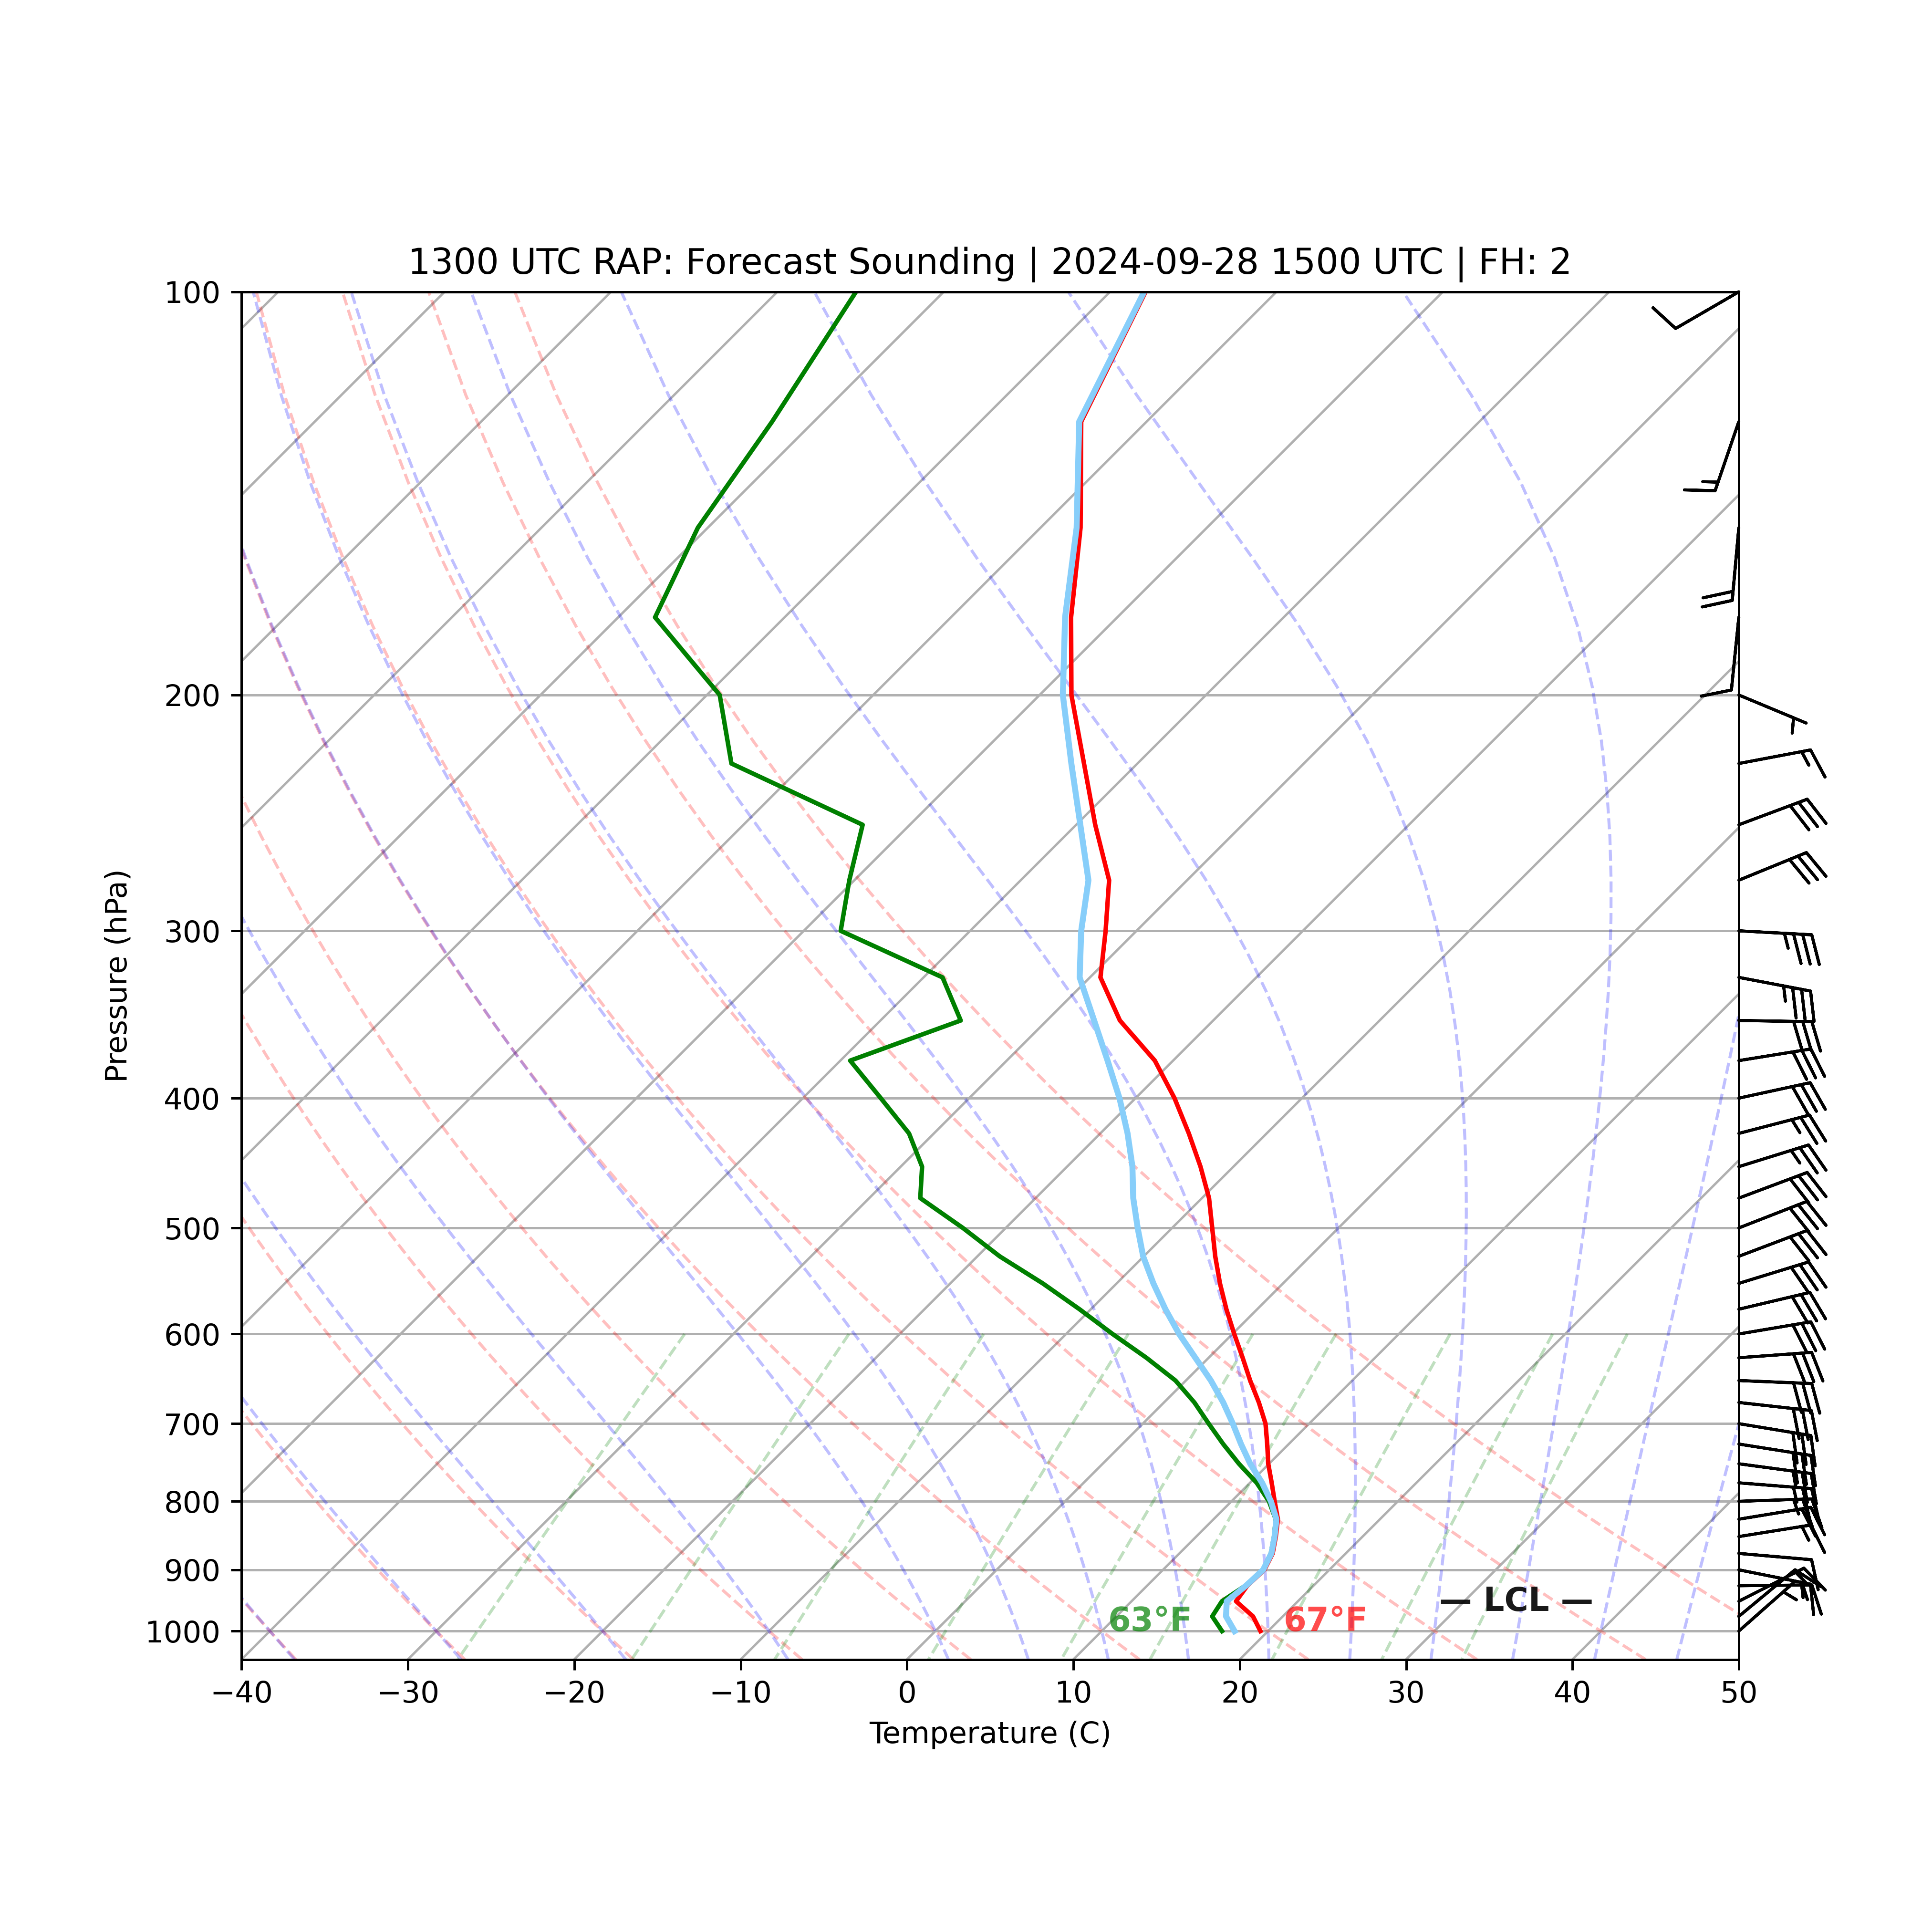 1300 UTC RAP: Forecast Sounding | 2024-09-28 1500 UTC | FH: 2
100
200
300
400
500
600
700
800
900
1000
Pressure (hPa)
63°F
67°F
— LCL —
−40 −30 −20 −10 0 10 20 30 40 50
Temperature (C)